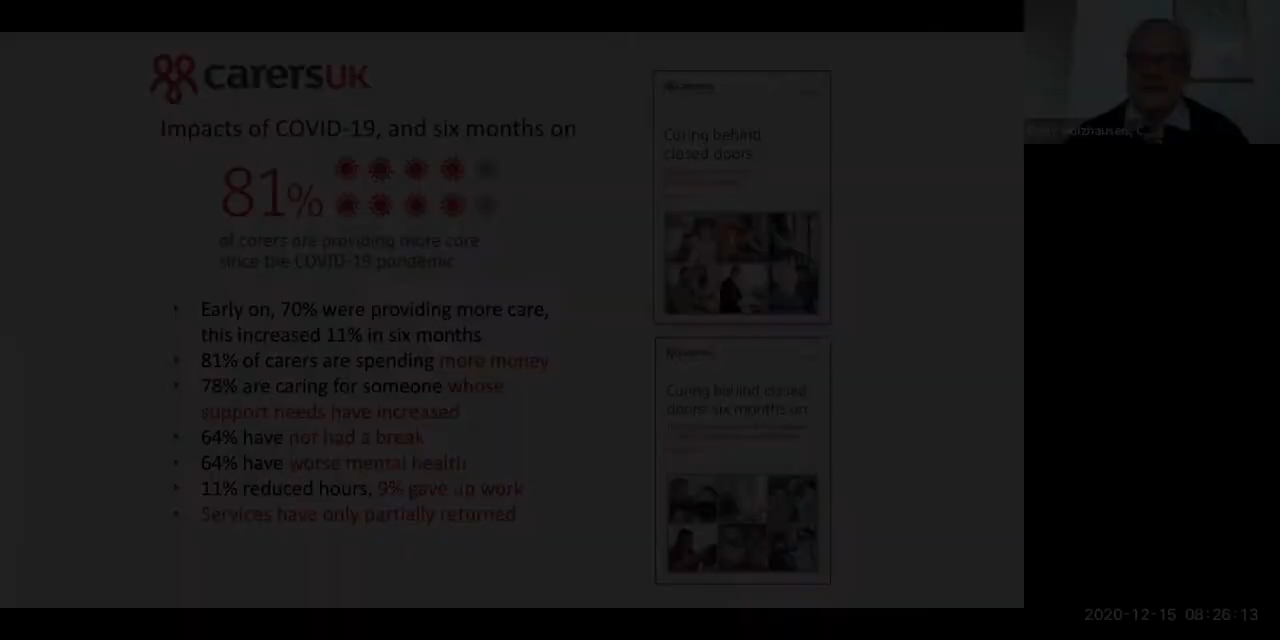 carersUK
Impacts of COVID-19, and six months on
81%
of carers are providing more care
since the COVID-19 pandemic
• Early on, 70% were providing more care,
this increased 11% in six months
• 81% of carers are spending more money
• 78% are caring for someone whose
support needs have increased
• 64% have not had a break
• 64% have worse mental health
• 11% reduced hours, 9% gave up work
• Services have only partially returned
Caring behind
closed doors
Caring behind closed
doors: six months on
Holzhausen, C
2020-12-15 08:26:13